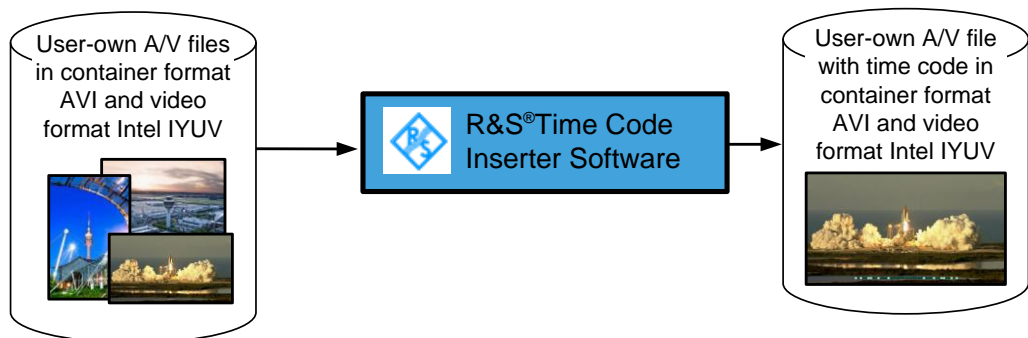 User-own A/V files
in container format
AVI and video
format Intel IYUV
R&S
R&S®Time Code
Inserter Software
User-own A/V file
with time code in
container format
AVI and video
format Intel IYUV